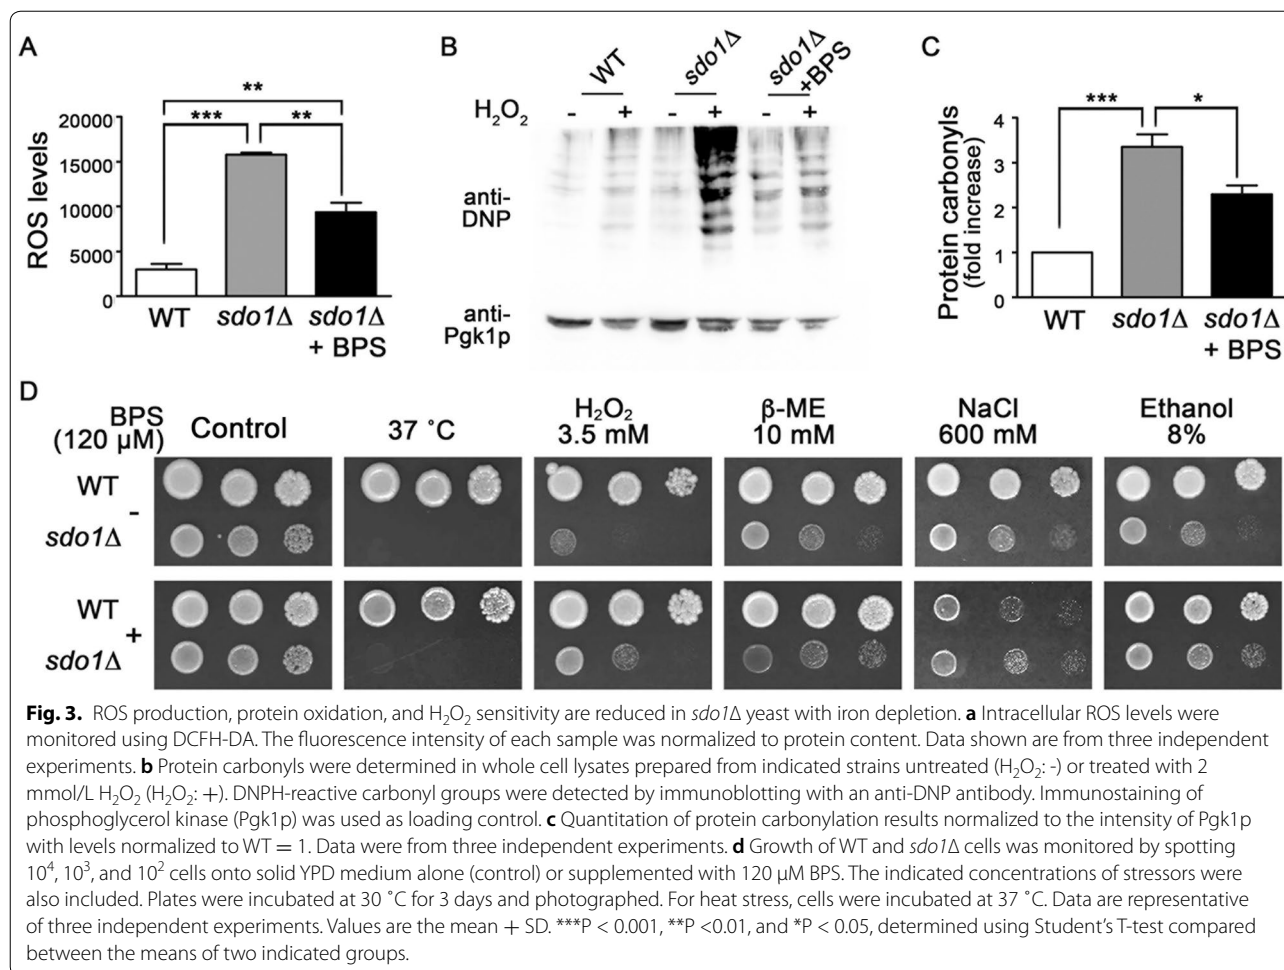 A
**
***
**
20000
15000
10000
5000
0
ROS levels
WT
sdo1Δ
sdo1Δ
+ BPS
B
WT
sdo1Δ
sdo1Δ
+BPS
H₂O₂
-
+
-
+
-
+
anti-
DNP
anti-
Pgk1p
C
***
*
4
3
2
1
0
Protein carbonyls
(fold increase)
WT
sdo1Δ
sdo1Δ
+ BPS
D
BPS
(120 μM)
Control
37 ˚C
H₂O₂
3.5 mM
β-ME
10 mM
NaCl
600 mM
Ethanol
8%
WT
-
sdo1Δ
WT
+
sdo1Δ
Fig. 3. ROS production, protein oxidation, and H₂O₂ sensitivity are reduced in sdo1Δ yeast with iron depletion. a Intracellular ROS levels were
monitored using DCFH-DA. The fluorescence intensity of each sample was normalized to protein content. Data shown are from three independent
experiments. b Protein carbonyls were determined in whole cell lysates prepared from indicated strains untreated (H₂O₂: -) or treated with 2
mmol/L H₂O₂ (H₂O₂: +). DNPH-reactive carbonyl groups were detected by immunoblotting with an anti-DNP antibody. Immunostaining of
phosphoglycerol kinase (Pgk1p) was used as loading control. c Quantitation of protein carbonylation results normalized to the intensity of Pgk1p
with levels normalized to WT = 1. Data were from three independent experiments. d Growth of WT and sdo1Δ cells was monitored by spotting
10⁴, 10³, and 10² cells onto solid YPD medium alone (control) or supplemented with 120 μM BPS. The indicated concentrations of stressors were
also included. Plates were incubated at 30 ˚C for 3 days and photographed. For heat stress, cells were incubated at 37 ˚C. Data are representative
of three independent experiments. Values are the mean + SD. ***P < 0.001, **P <0.01, and *P < 0.05, determined using Student's T-test compared
between the means of two indicated groups.